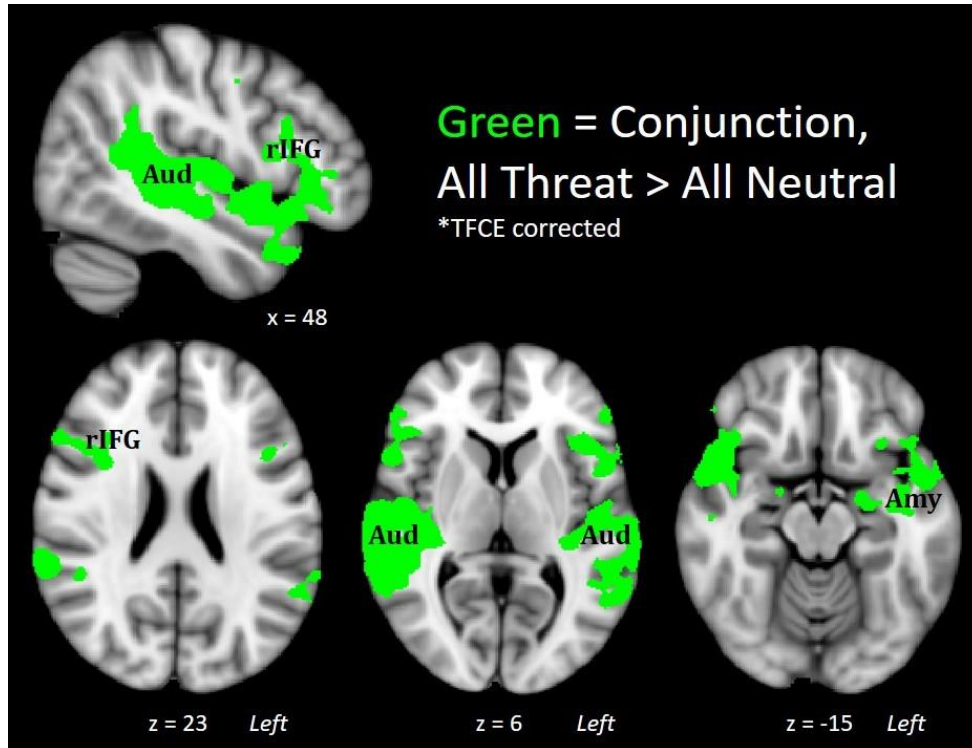 Green = Conjunction,
All Threat > All Neutral
*TFCE corrected
rIFG
Aud
x = 48
rIFG
Aud
Aud
Amy
z = 23 Left
z = 6 Left
z = -15 Left